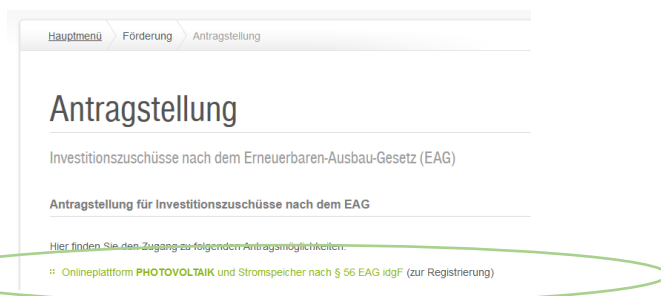 Hauptmenü Förderung Antragstellung
Antragstellung
Investitionszuschüsse nach dem Erneuerbaren-Ausbau-Gesetz (EAG)
Antragstellung für Investitionszuschüsse nach dem EAG
Hier finden Sie den Zugang zu folgenden Antragsmöglichkeiten:
Onlineplattform PHOTOVOLTAIK und Stromspeicher nach § 56 EAG idgF (zur Registrierung)